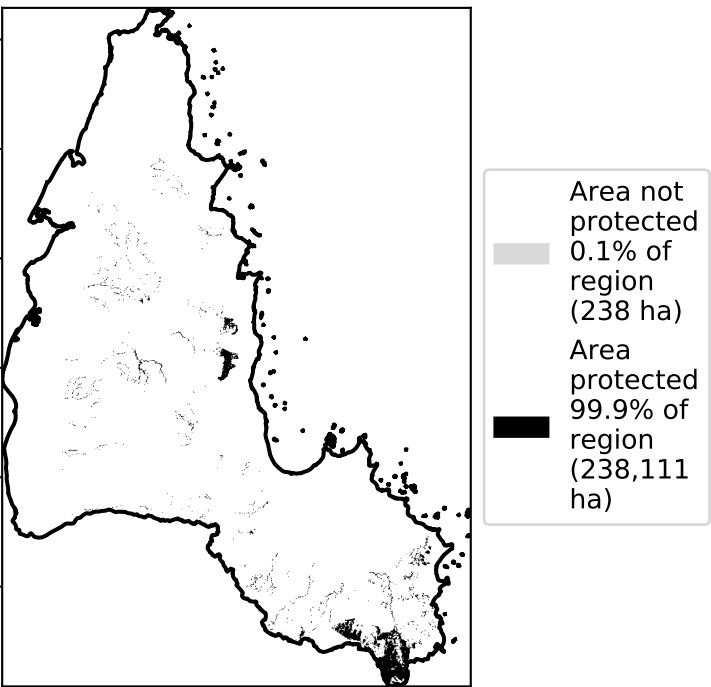 Area not
protected
0.1% of
region
(238 ha)
Area
protected
99.9% of
region
(238,111
ha)